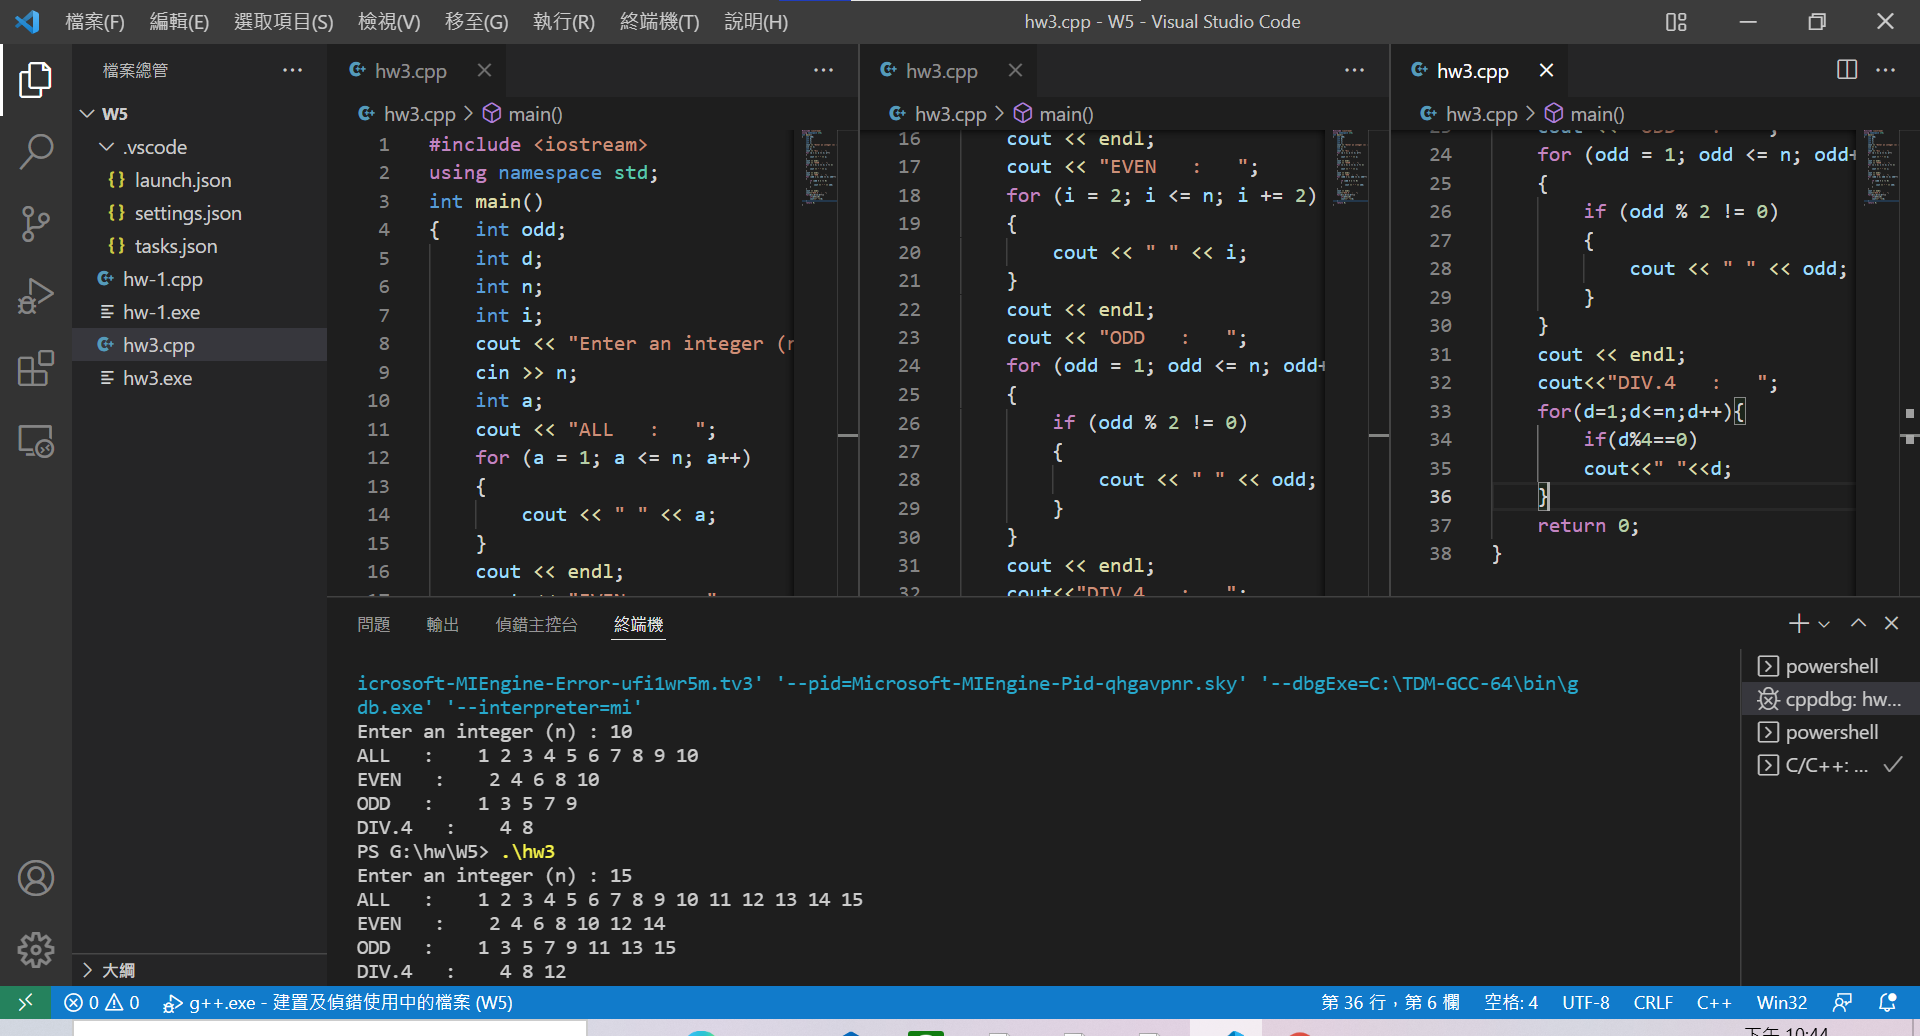 檔案(F) 編輯(E) 選取項目(S) 檢視(V) 移至(G) 執行(R) 終端機(T) 說明(H) hw3.cpp - W5 - Visual Studio Code
檔案總管
W5
.vscode
{} launch.json
{} settings.json
{} tasks.json
hw-1.cpp
hw-1.exe
hw3.cpp
hw3.exe
大綱
hw3.cpp
hw3.cpp > main()
1 #include <iostream>
2 using namespace std;
3 int main()
4 {   int odd;
5     int d;
6     int n;
7     int i;
8     cout << "Enter an integer (n
9     cin >> n;
10     int a;
11     cout << "ALL   :   ";
12     for (a = 1; a <= n; a++)
13     {
14         cout << " " << a;
15     }
16     cout << endl;
hw3.cpp
hw3.cpp > main()
16     cout << endl;
17     cout << "EVEN   :   ";
18     for (i = 2; i <= n; i += 2)
19     {
20         cout << " " << i;
21     }
22     cout << endl;
23     cout << "ODD   :   ";
24     for (odd = 1; odd <= n; odd+
25     {
26         if (odd % 2 != 0)
27         {
28             cout << " " << odd;
29         }
30     }
31     cout << endl;
32     cout<<"DIV.4   :   ";
hw3.cpp
hw3.cpp > main()
24     for (odd = 1; odd <= n; odd+
25     {
26         if (odd % 2 != 0)
27         {
28             cout << " " << odd;
29         }
30     }
31     cout << endl;
32     cout<<"DIV.4   :   ";
33     for(d=1;d<=n;d++){
34         if(d%4==0)
35         cout<<" "<<d;
36     }
37     return 0;
38 }
問題 輸出 偵錯主控台 終端機
icrosoft-MIEngine-Error-ufi1wr5m.tv3' '--pid=Microsoft-MIEngine-Pid-qhgavpnr.sky' '--dbgExe=C:\TDM-GCC-64\bin\g
db.exe' '--interpreter=mi'
Enter an integer (n) : 10
ALL   :    1 2 3 4 5 6 7 8 9 10
EVEN   :    2 4 6 8 10
ODD   :    1 3 5 7 9
DIV.4   :    4 8
PS G:\hw\W5> .\hw3
Enter an integer (n) : 15
ALL   :    1 2 3 4 5 6 7 8 9 10 11 12 13 14 15
EVEN   :    2 4 6 8 10 12 14
ODD   :    1 3 5 7 9 11 13 15
DIV.4   :    4 8 12
powershell
cppdbg: hw...
powershell
C/C++: ...
0 0 g++.exe - 建置及偵錯使用中的檔案 (W5) 第 36 行，第 6 欄 空格: 4 UTF-8 CRLF C++ Win32
下午 10:44